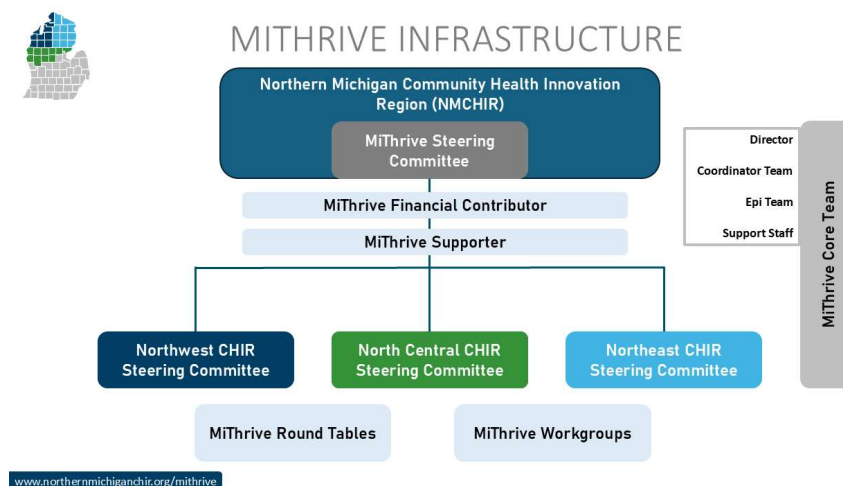 MITHRIVE INFRASTRUCTURE
Northern Michigan Community Health Innovation
Region (NMCHIR)
MiThrive Steering
Committee
MiThrive Financial Contributor
MiThrive Supporter
Director
Coordinator Team
Epi Team
Support Staff
MiThrive Core Team
Northwest CHIR
Steering Committee
North Central CHIR
Steering Committee
Northeast CHIR
Steering Committee
MiThrive Round Tables
MiThrive Workgroups
www.northernmichiganchir.org/mithrive